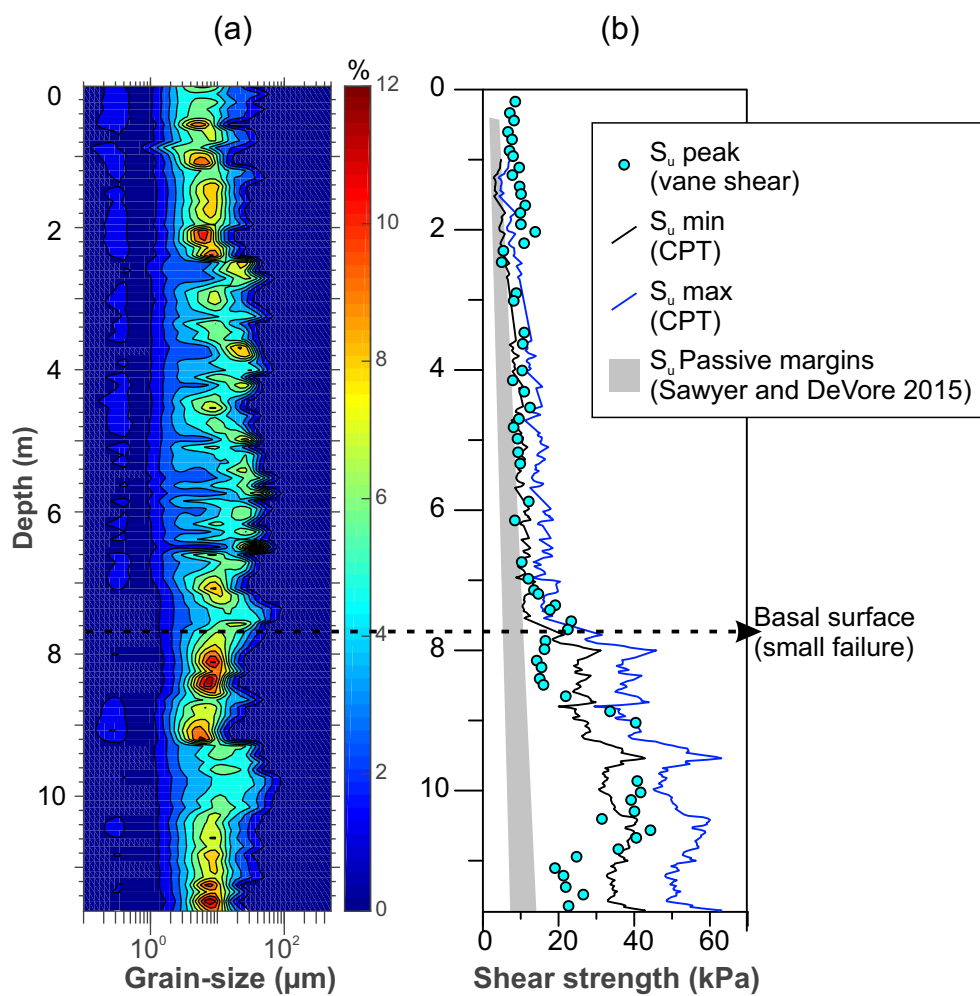 (a)
(b)
%
0
2
4
6
8
10
Depth (m)
10⁰
10²
Grain-size (µm)
12
10
8
6
4
2
0
0
2
4
6
8
10
0
20
40
60
Shear strength (kPa)
Sᵤ peak
(vane shear)
Sᵤ min
(CPT)
Sᵤ max
(CPT)
Sᵤ Passive margins
(Sawyer and DeVore 2015)
Basal surface
(small failure)